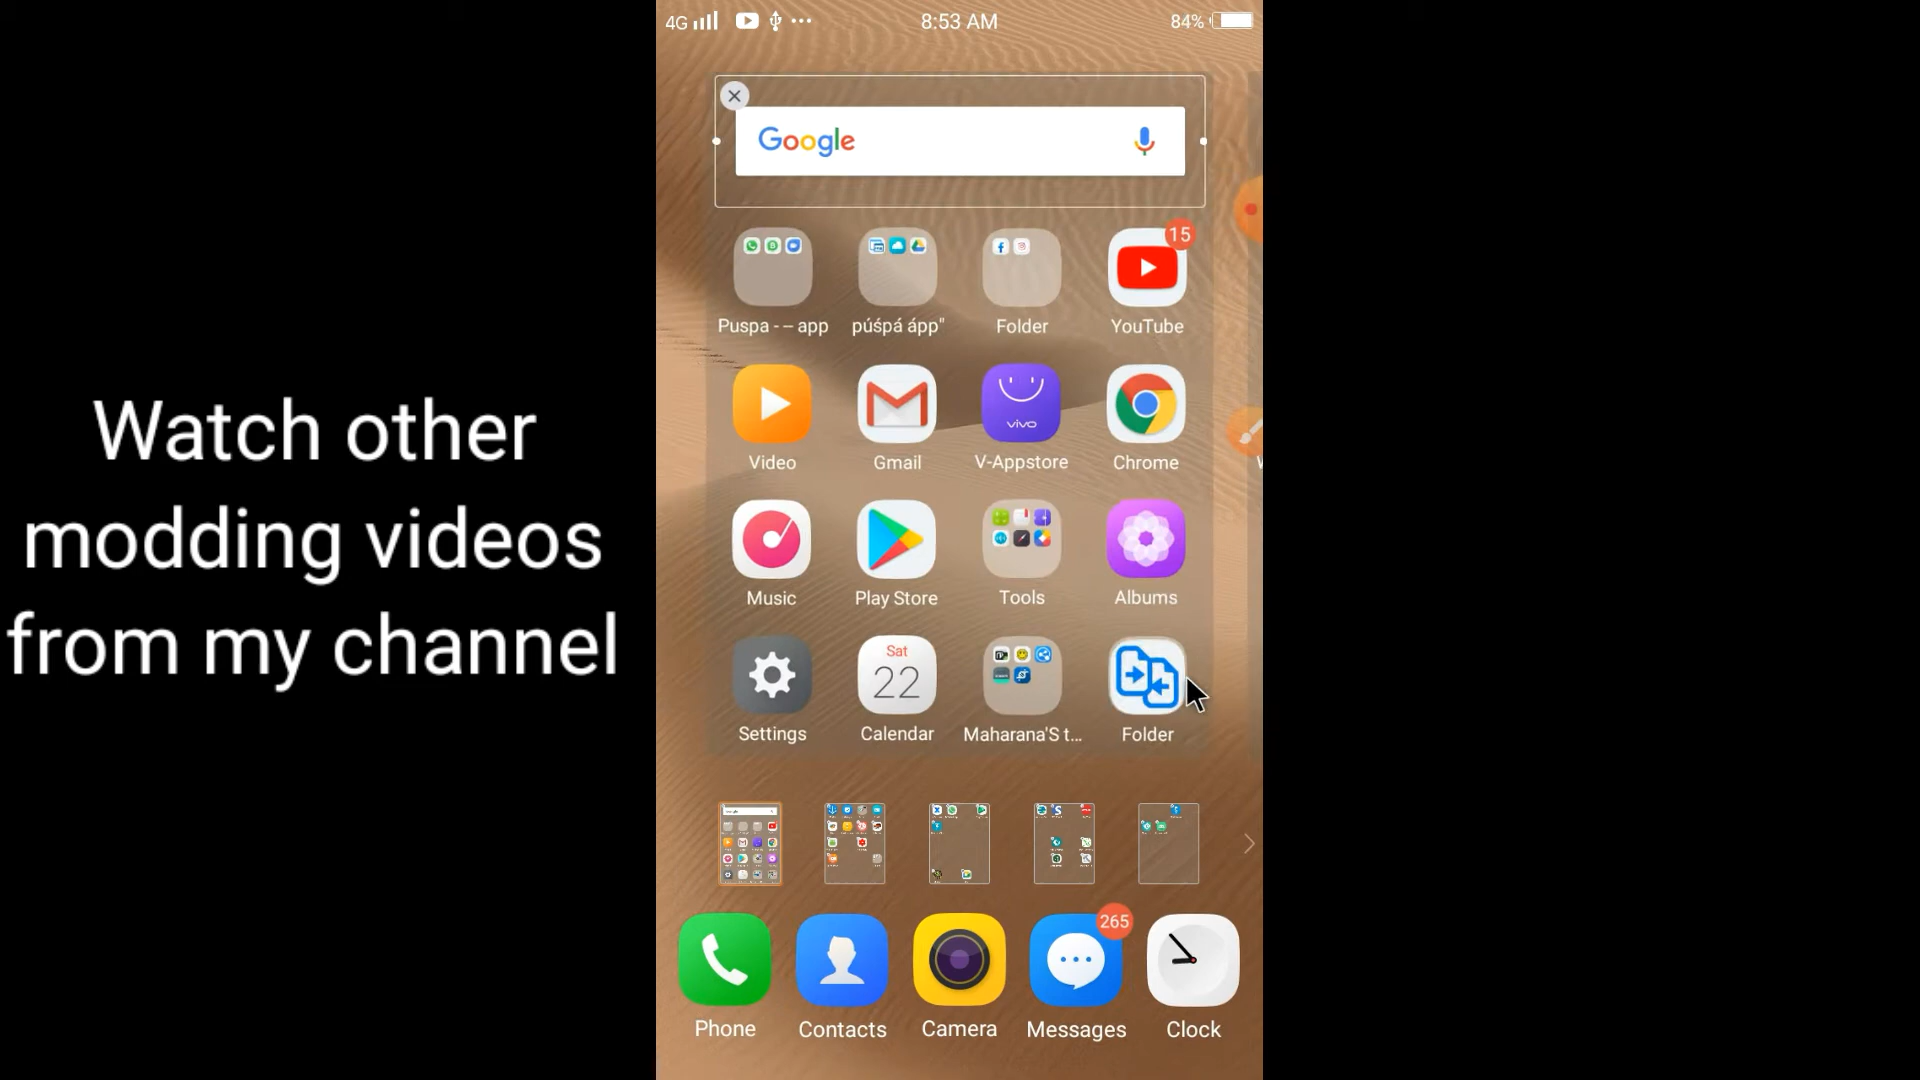 4G
8:53 AM
84%
Watch other
modding videos
from my channel
Google
15
Puspa - – app
púśpá ápp"
Folder
YouTube
vivo
Video
Gmail
V-Appstore
Chrome
Music
Play Store
Tools
Albums
Sat
22
Settings
Calendar
Maharana'S t...
Folder
265
Phone
Contacts
Camera
Messages
Clock